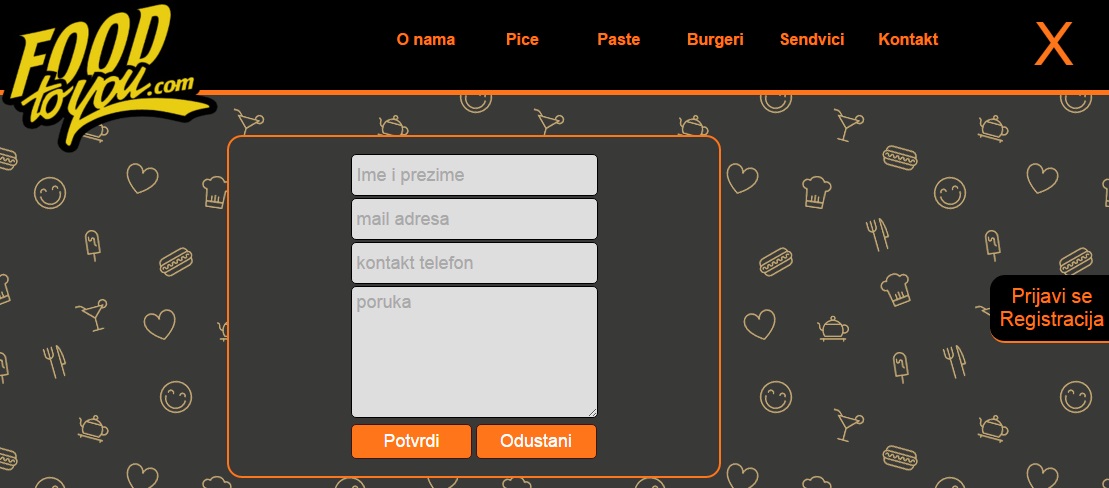 FOOD
to you.com
O nama Pice Paste Burgeri Sendvici Kontakt X
Ime i prezime
mail adresa
kontakt telefon
poruka
Potvrdi Odustani
Prijavi se
Registracija